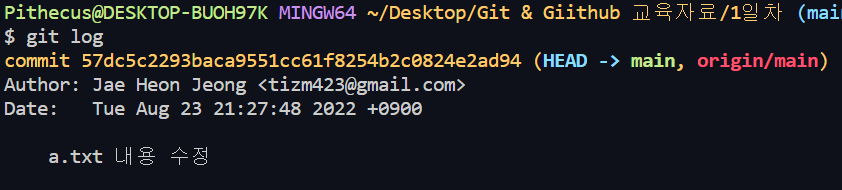 Pithecus@DESKTOP-BUOH97K MINGW64 ~/Desktop/Git & Giithub 교육자료/1일차 (mai
$ git log
commit 57dc5c2293baca9551cc61f8254b2c0824e2ad94 (HEAD -> main, origin/main)
Author: Jae Heon Jeong <tizm423@gmail.com>
Date:   Tue Aug 23 21:27:48 2022 +0900
a.txt 내용 수정